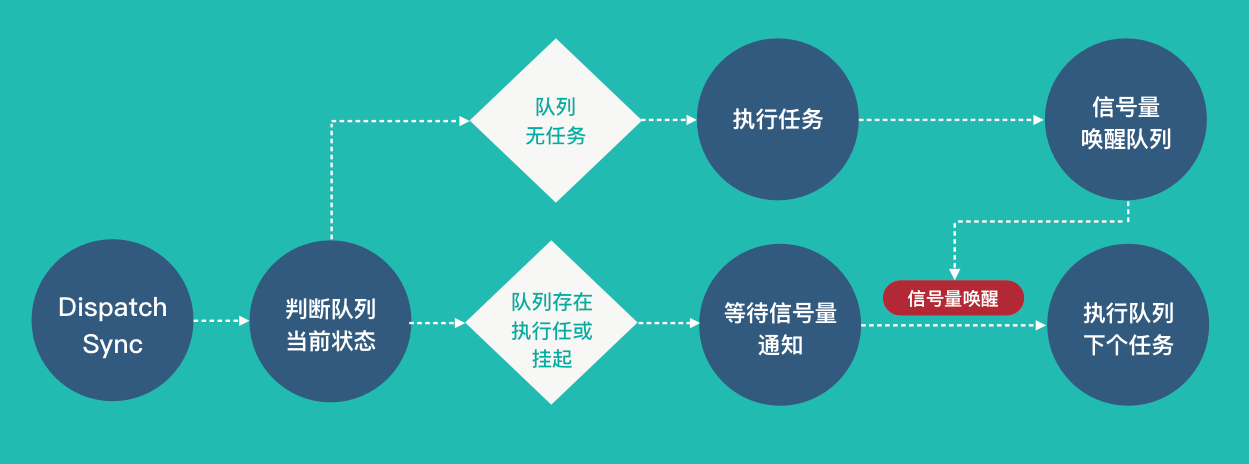 队列
无任务
执行任务
信号量
唤醒队列
Dispatch
Sync
判断队列
当前状态
队列存在
执行任或
挂起
等待信号量
通知
信号量唤醒
执行队列
下个任务